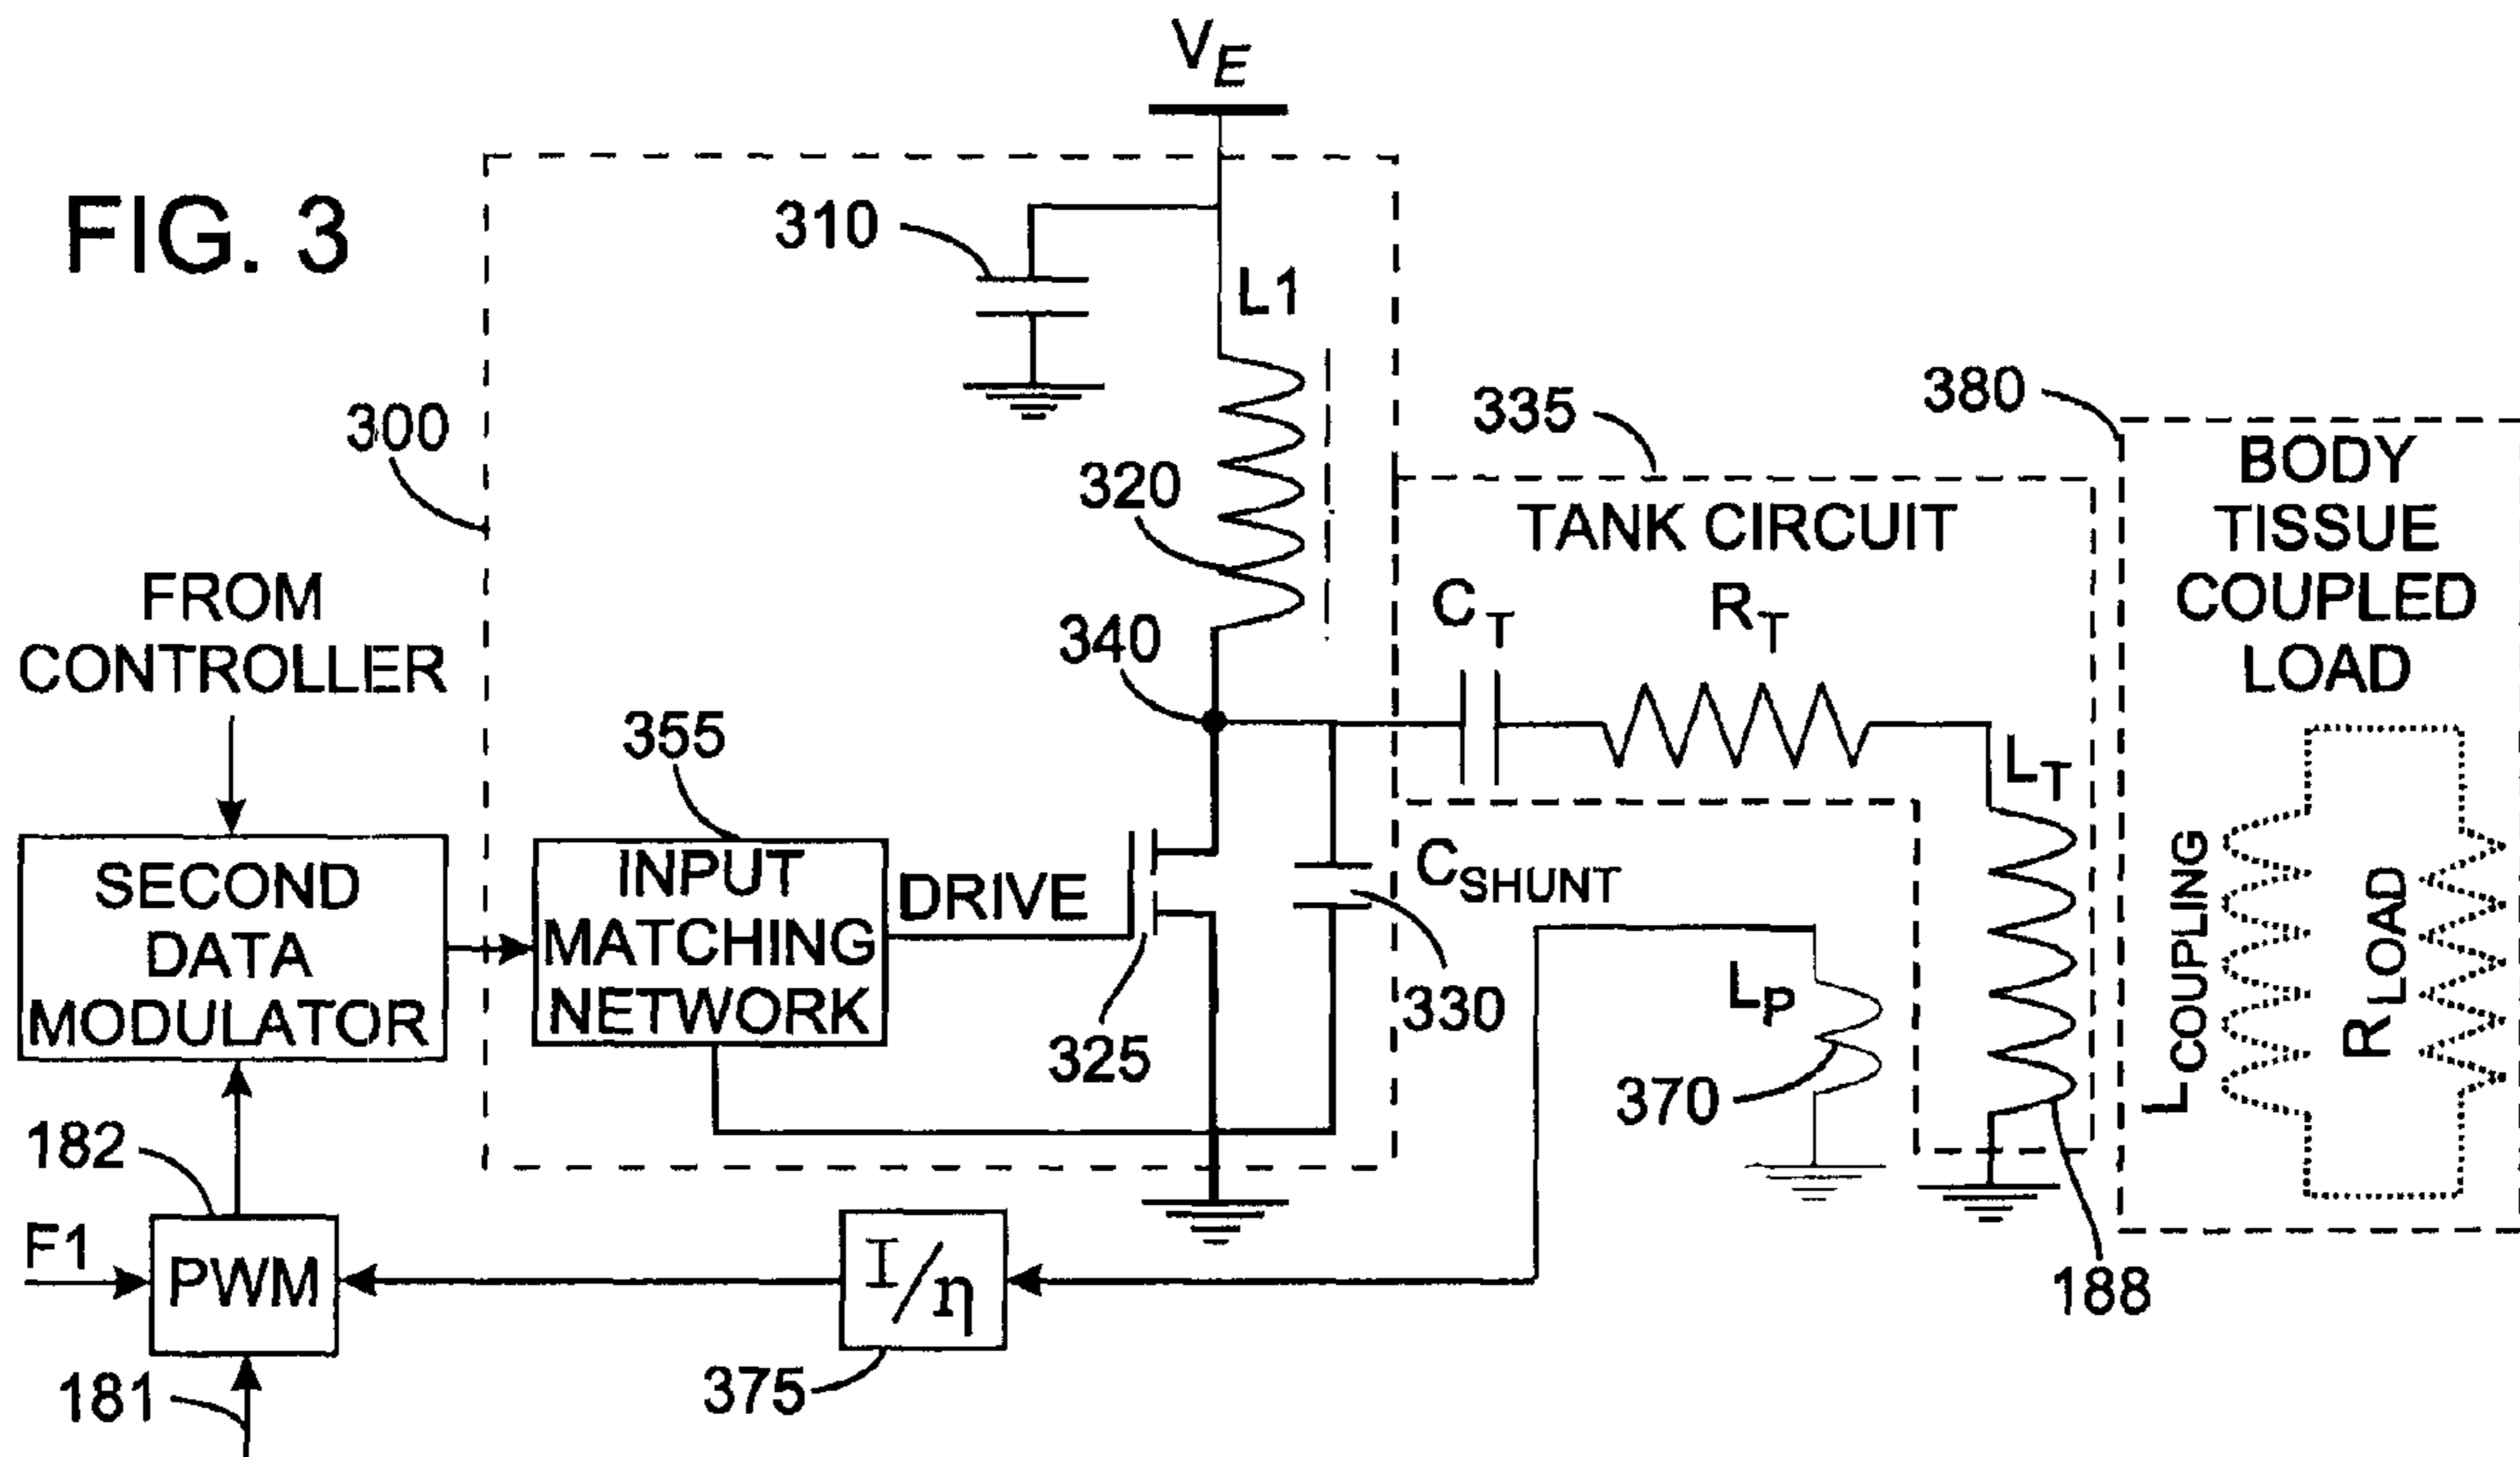 FIG. 3
V_E
310
L1
300
320
335
380
TANK CIRCUIT
BODY
TISSUE
COUPLED
LOAD
FROM
CONTROLLER
340
C_T
R_T
L_T
355
SECOND
DATA
MODULATOR
INPUT
MATCHING
NETWORK
DRIVE
C_SHUNT
325
330
L_P
370
L_COUPLING
R_LOAD
182
F1
PWM
I/η
188
375
181